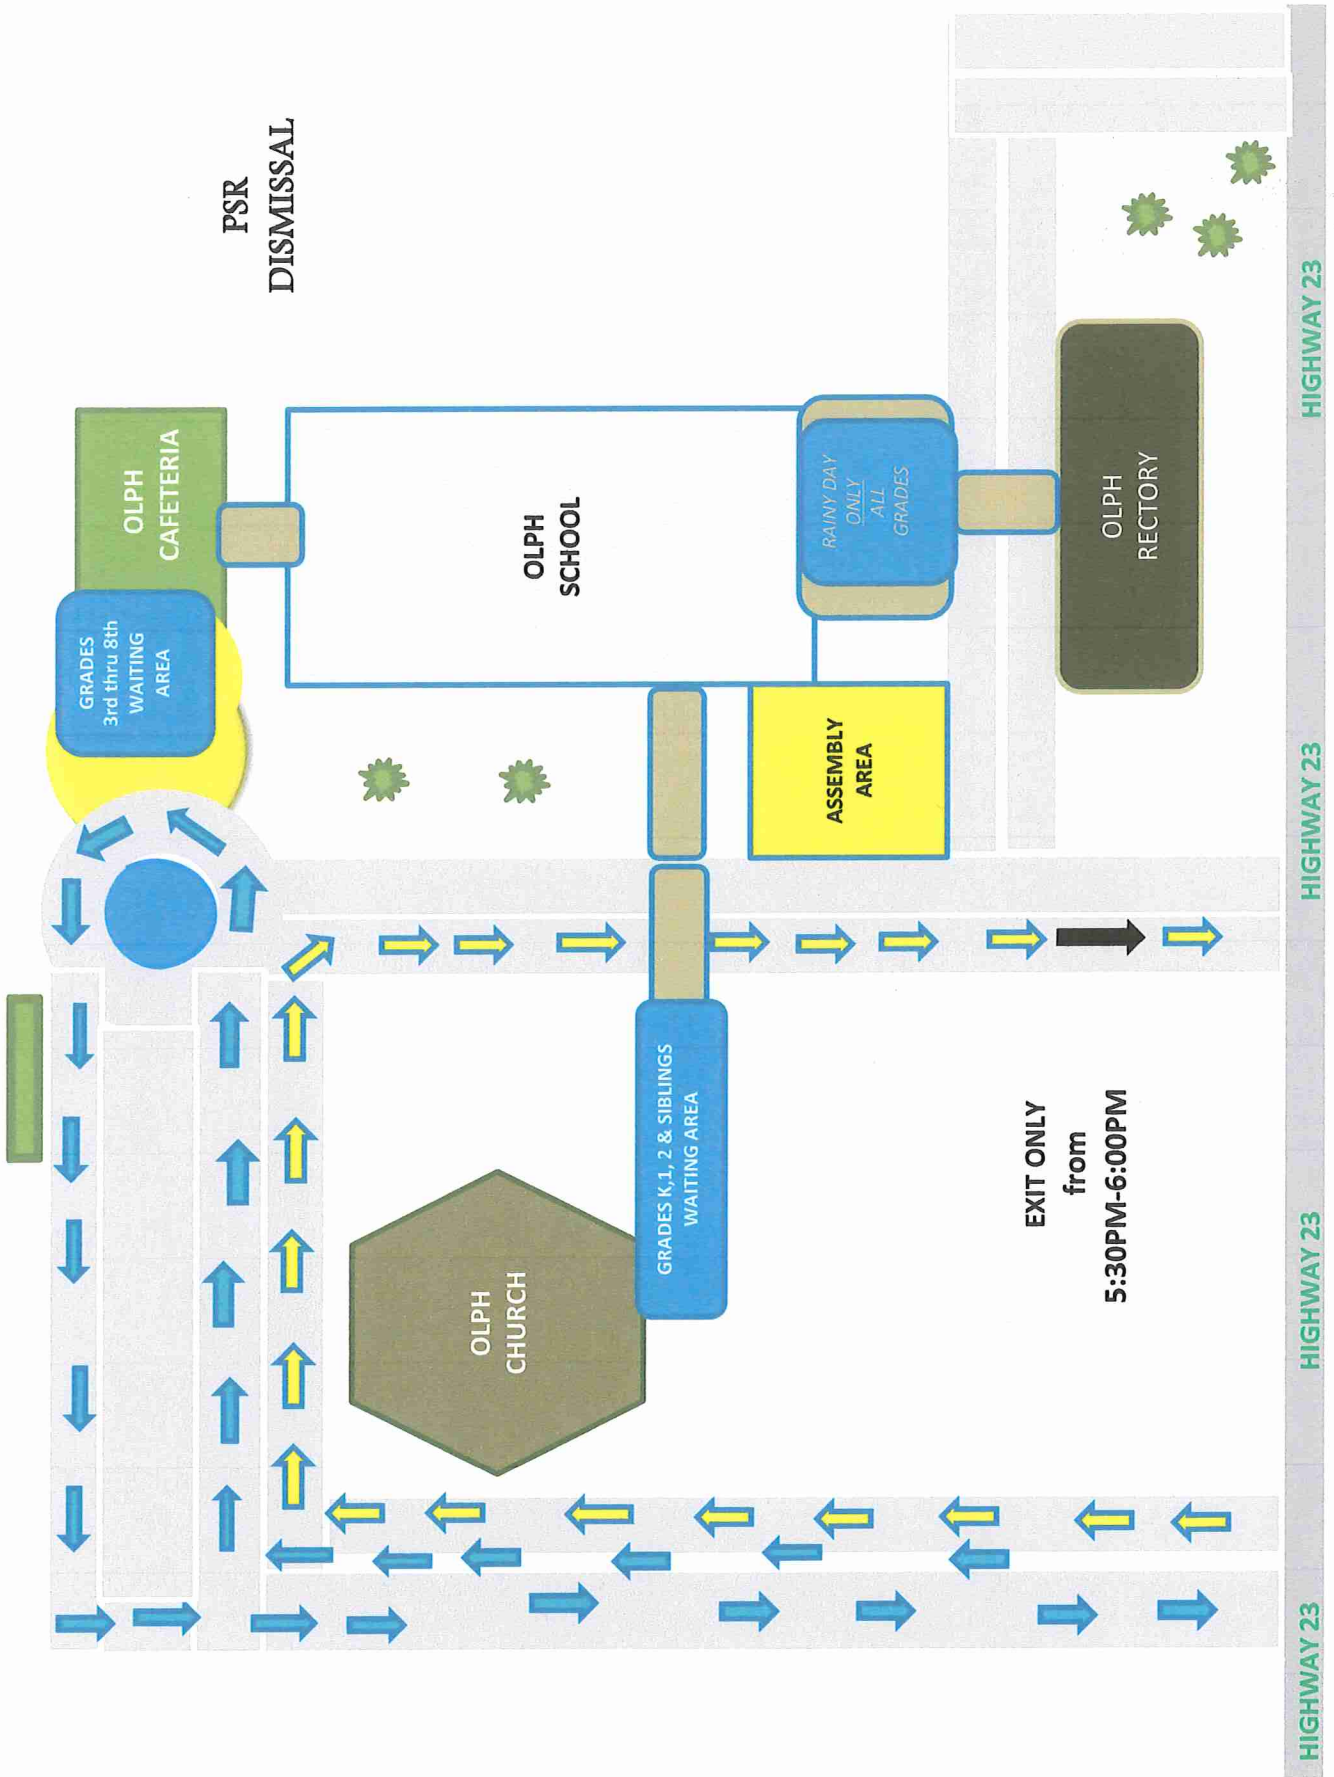 PSR
DISMISSAL
OLPH
CAFETERIA
GRADES
3rd thru 8th
WAITING
AREA
OLPH
SCHOOL
RAINY DAY
ONLY
ALL
GRADES
OLPH
RECTORY
ASSEMBLY
AREA
GRADES K,1, 2 & SIBLINGS
WAITING AREA
OLPH
CHURCH
EXIT ONLY
from
5:30PM-6:00PM
HIGHWAY 23
HIGHWAY 23
HIGHWAY 23
HIGHWAY 23